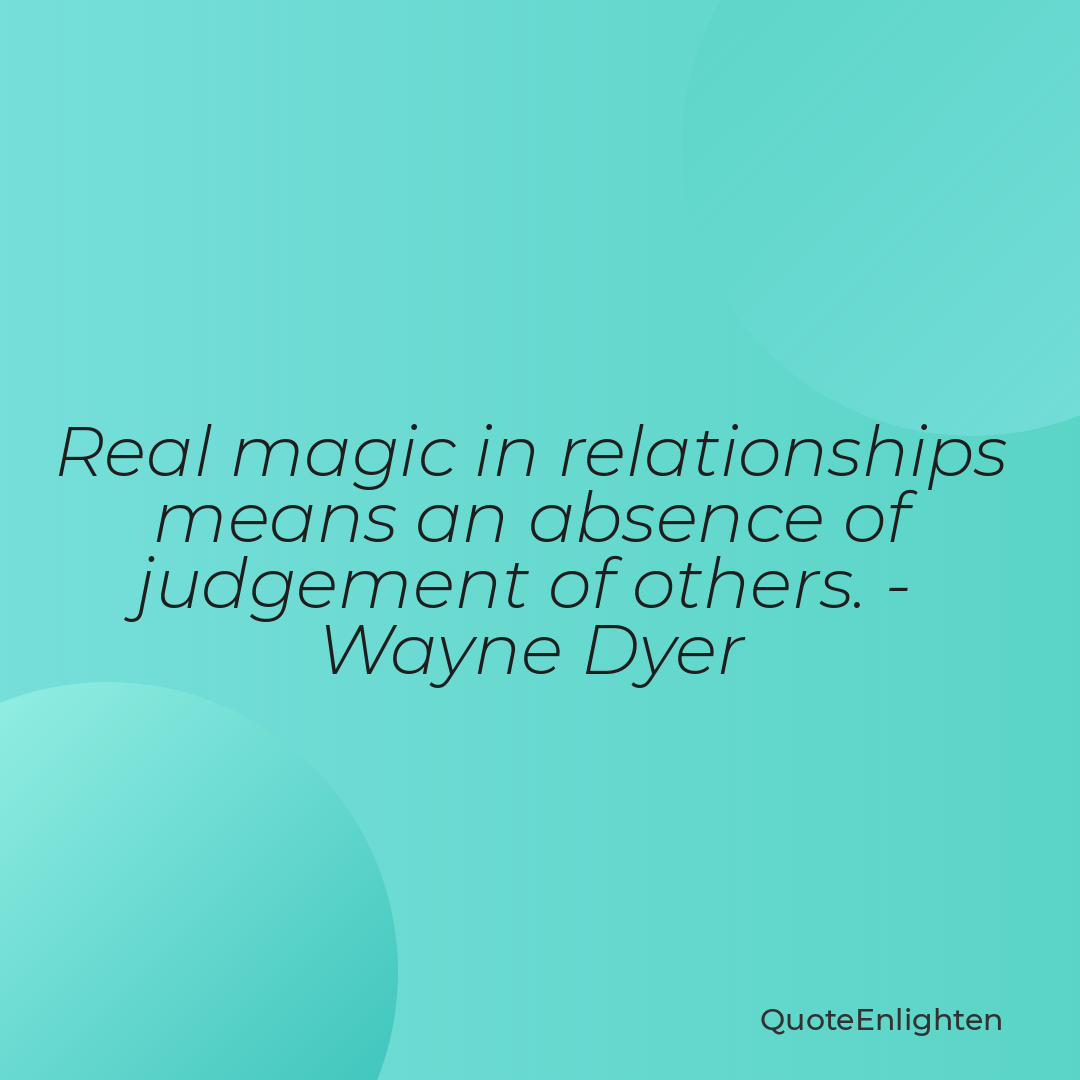 Real magic in relationships
means an absence of
judgement of others. -
Wayne Dyer
QuoteEnlighten